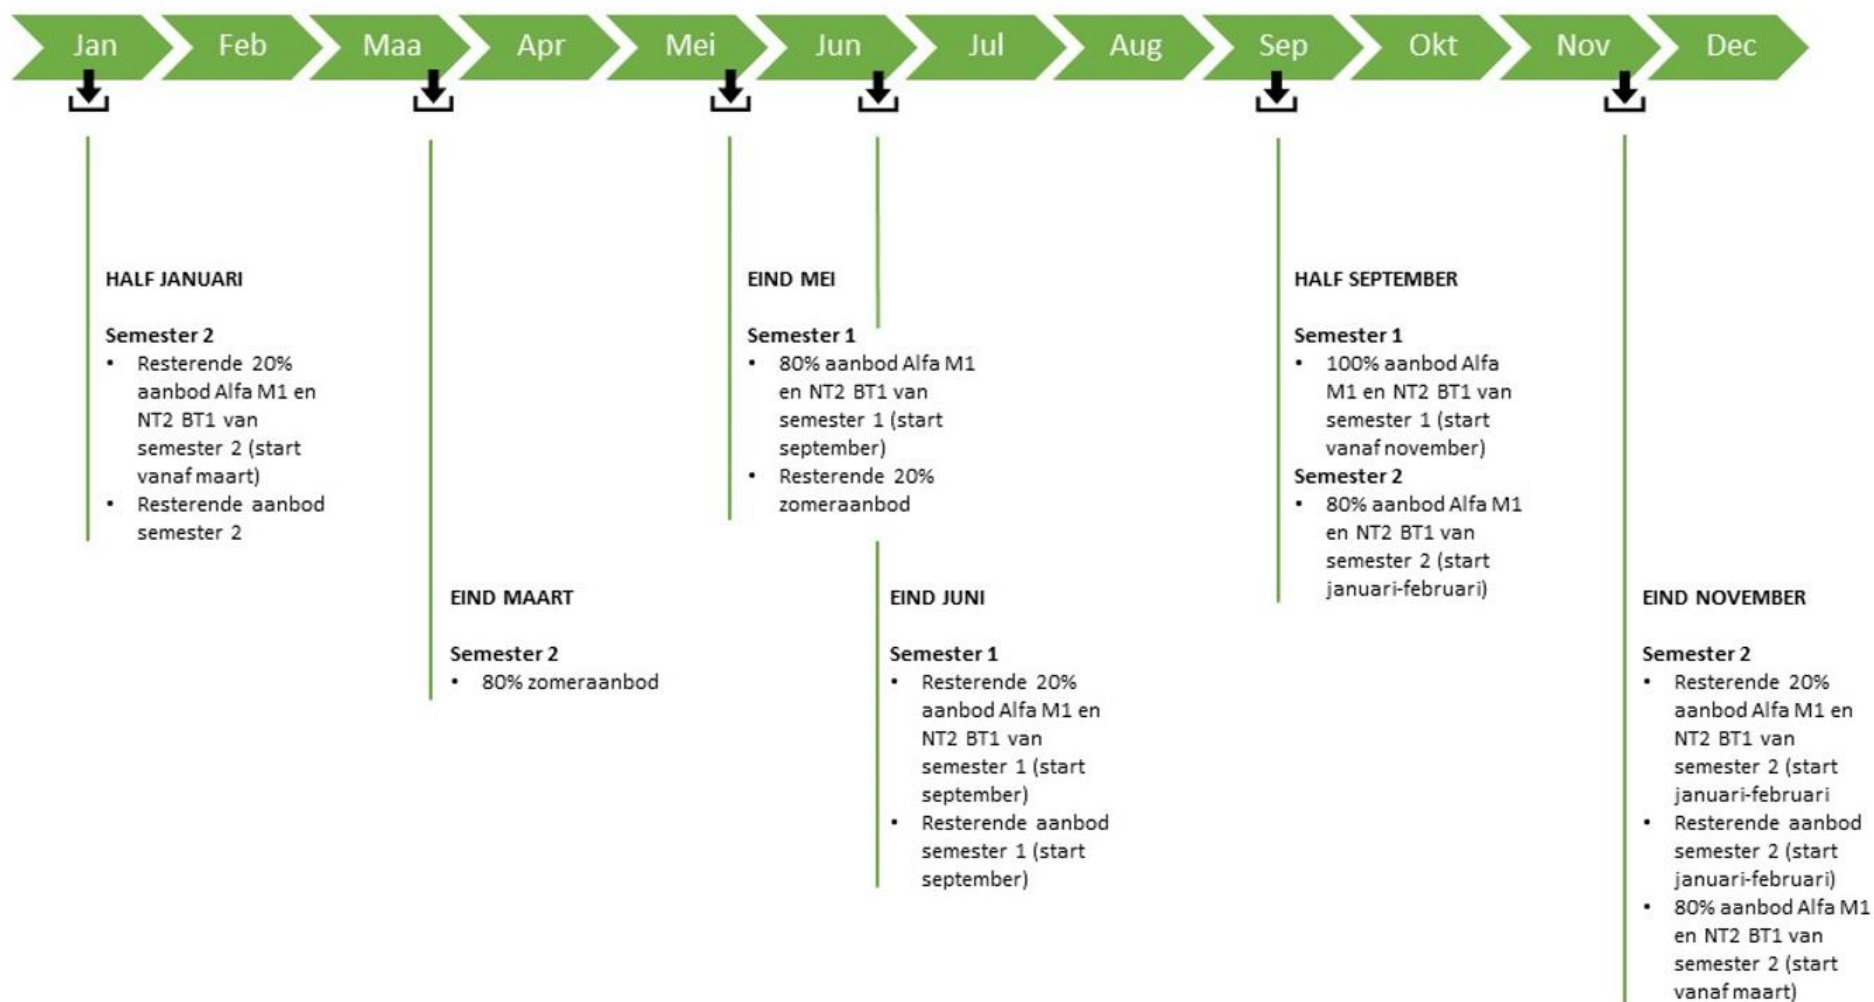 Jan Feb Maa Apr Mei Jun Jul Aug Sep Okt Nov Dec
HALF JANUARI
Semester 2
• Resterende 20%
aanbod Alfa M1 en
NT2 BT1 van
semester 2 (start
vanaf maart)
• Resterende aanbod
semester 2
EIND MAART
Semester 2
• 80% zomeraanbod
EIND MEI
Semester 1
• 80% aanbod Alfa M1
en NT2 BT1 van
semester 1 (start
september)
• Resterende 20%
zomeraanbod
EIND JUNI
Semester 1
• Resterende 20%
aanbod Alfa M1 en
NT2 BT1 van
semester 1 (start
september)
• Resterende aanbod
semester 1 (start
september)
HALF SEPTEMBER
Semester 1
• 100% aanbod Alfa
M1 en NT2 BT1 van
semester 1 (start
vanaf november)
Semester 2
• 80% aanbod Alfa M1
en NT2 BT1 van
semester 2 (start
januari-februari)
EIND NOVEMBER
Semester 2
• Resterende 20%
aanbod Alfa M1 en
NT2 BT1 van
semester 2 (start
januari-februari
• Resterende aanbod
semester 2 (start
januari-februari)
• 80% aanbod Alfa M1
en NT2 BT1 van
semester 2 (start
vanaf maart)